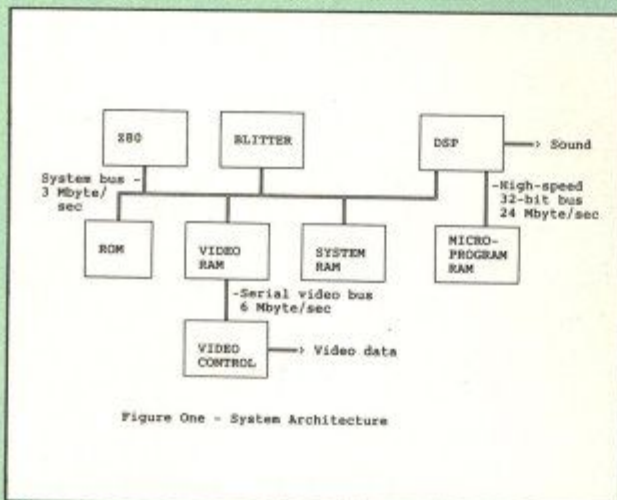 Z80
BLITTER
DSP
> Sound
System bus -
3 Mbyte/
sec
-High-speed
32-bit bus
24 Mbyte/sec
ROM
VIDEO
RAM
SYSTEM
RAM
MICRO-
PROGRAM
RAM
-Serial video bus
6 Mbyte/sec
VIDEO
CONTROL
> Video data
Figure One - System Architecture